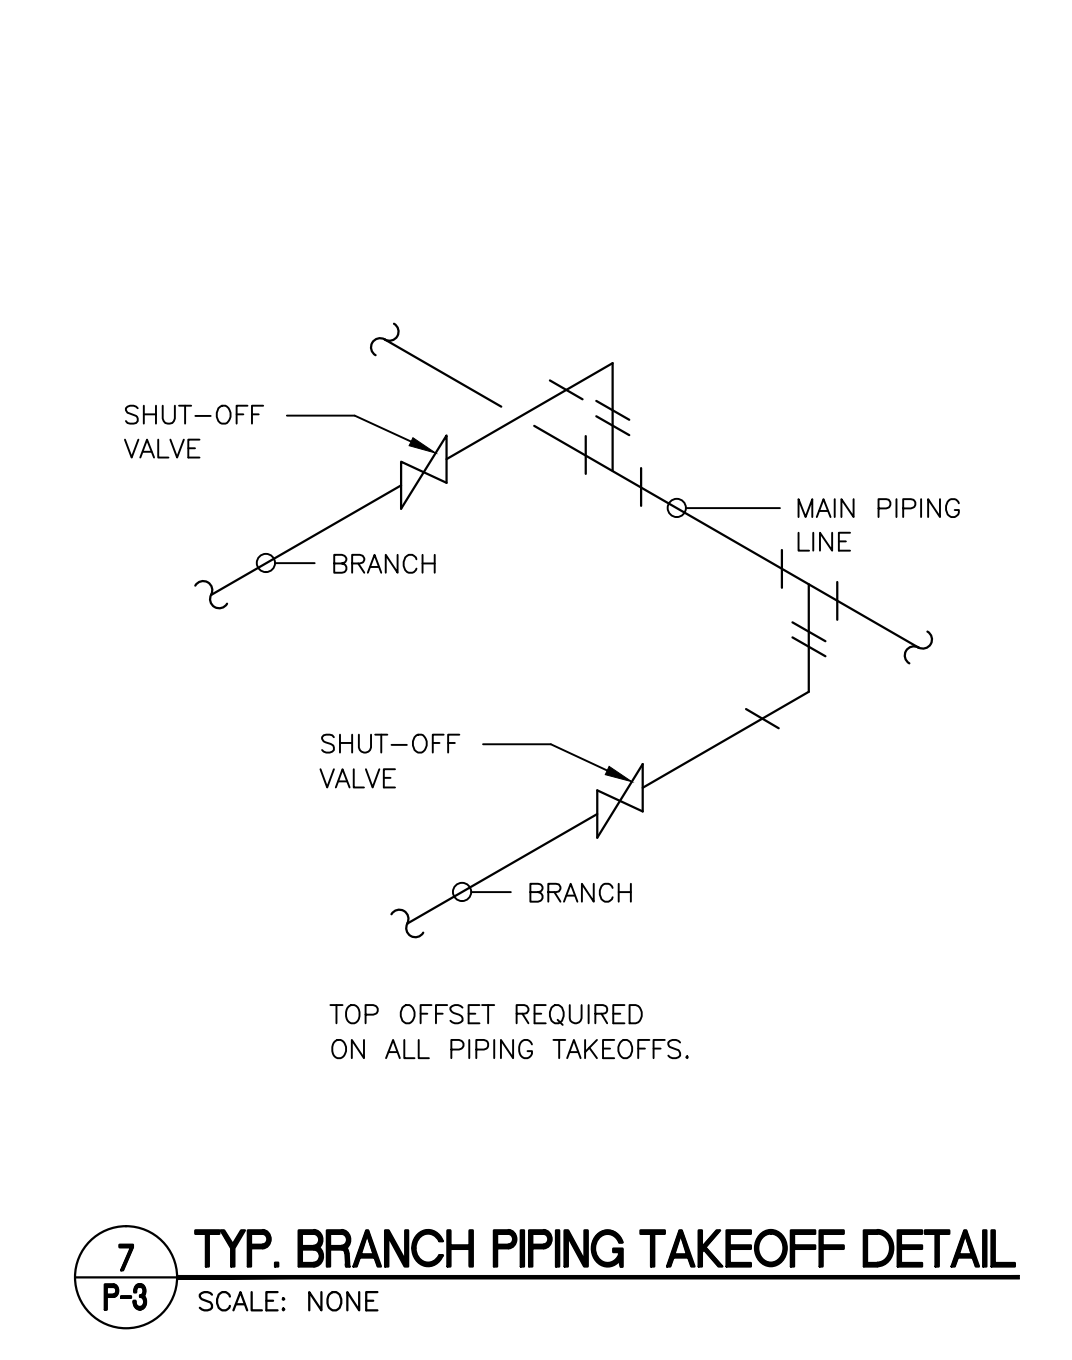 SHUT-OFF
VALVE
MAIN PIPING
LINE
BRANCH
SHUT-OFF
VALVE
BRANCH
TOP OFFSET REQUIRED
ON ALL PIPING TAKEOFFS.
7
P-3
TYP. BRANCH PIPING TAKEOFF DETAIL
SCALE: NONE